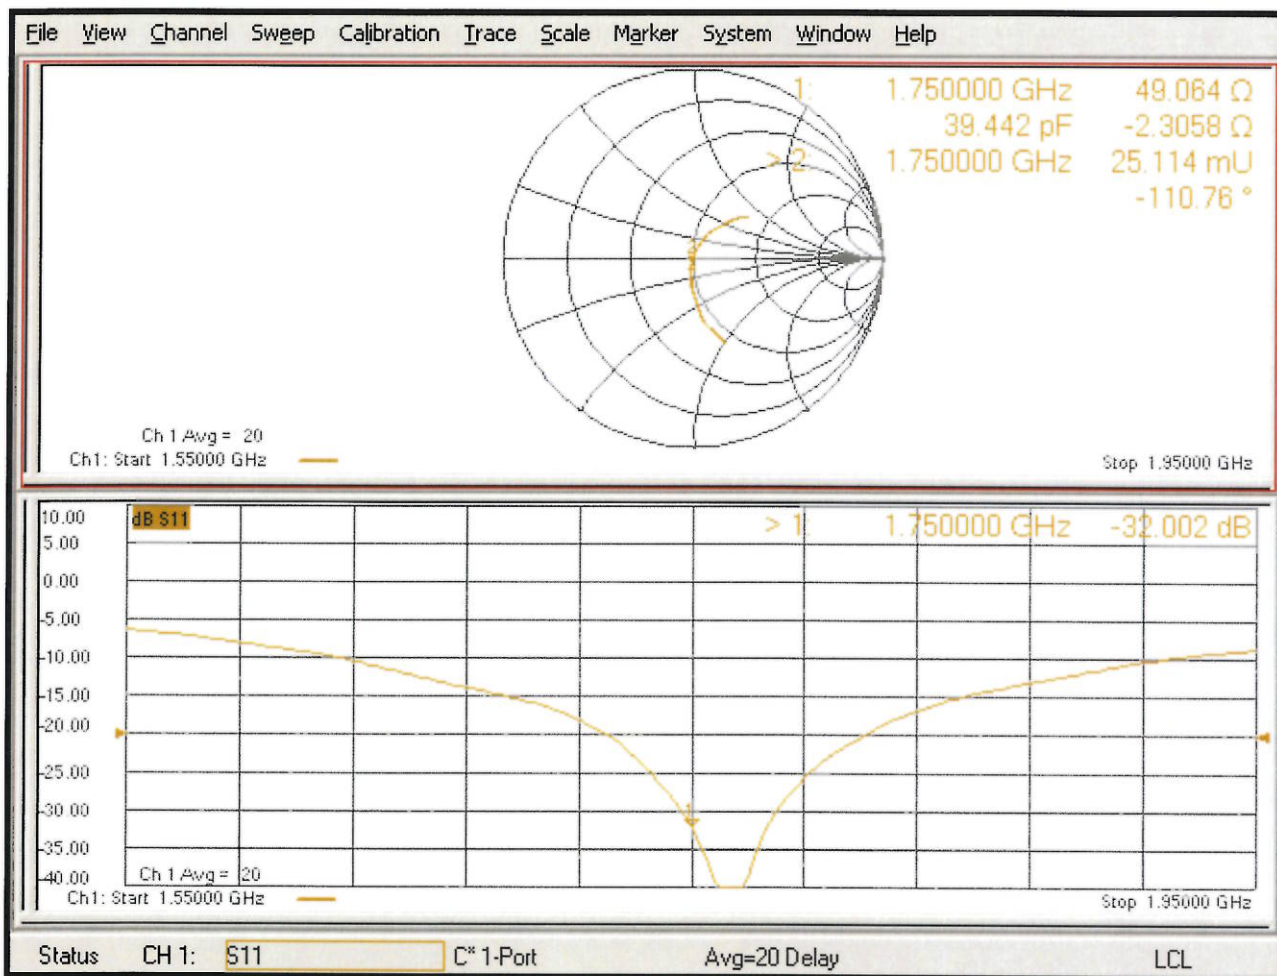 File View Channel Sweep Calibration Trace Scale Marker System Window Help
1: 1.750000 GHz 49.064 Ω
39.442 pF -2.3058 Ω
> 2: 1.750000 GHz 25.114 mU
-110.76 °
Ch 1 Avg = 20
Ch1: Start 1.55000 GHz
Stop 1.95000 GHz
dB S11
> 1: 1.750000 GHz -32.002 dB
10.00
5.00
0.00
-5.00
-10.00
-15.00
-20.00
-25.00
-30.00
-35.00
-40.00
1
Ch 1 Avg = 20
Ch1: Start 1.55000 GHz
Stop 1.95000 GHz
Status CH 1: S11 C* 1-Port Avg=20 Delay LCL